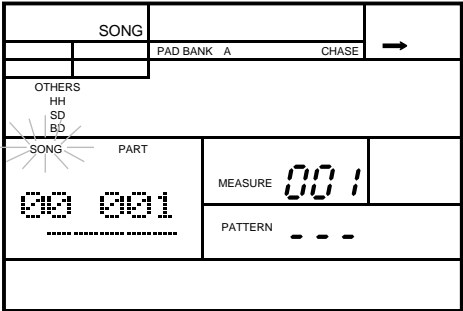 SONG
PAD BANK A CHASE
OTHERS
HH
SD
BD
SONG PART
MEASURE 001
00 001
PATTERN ---